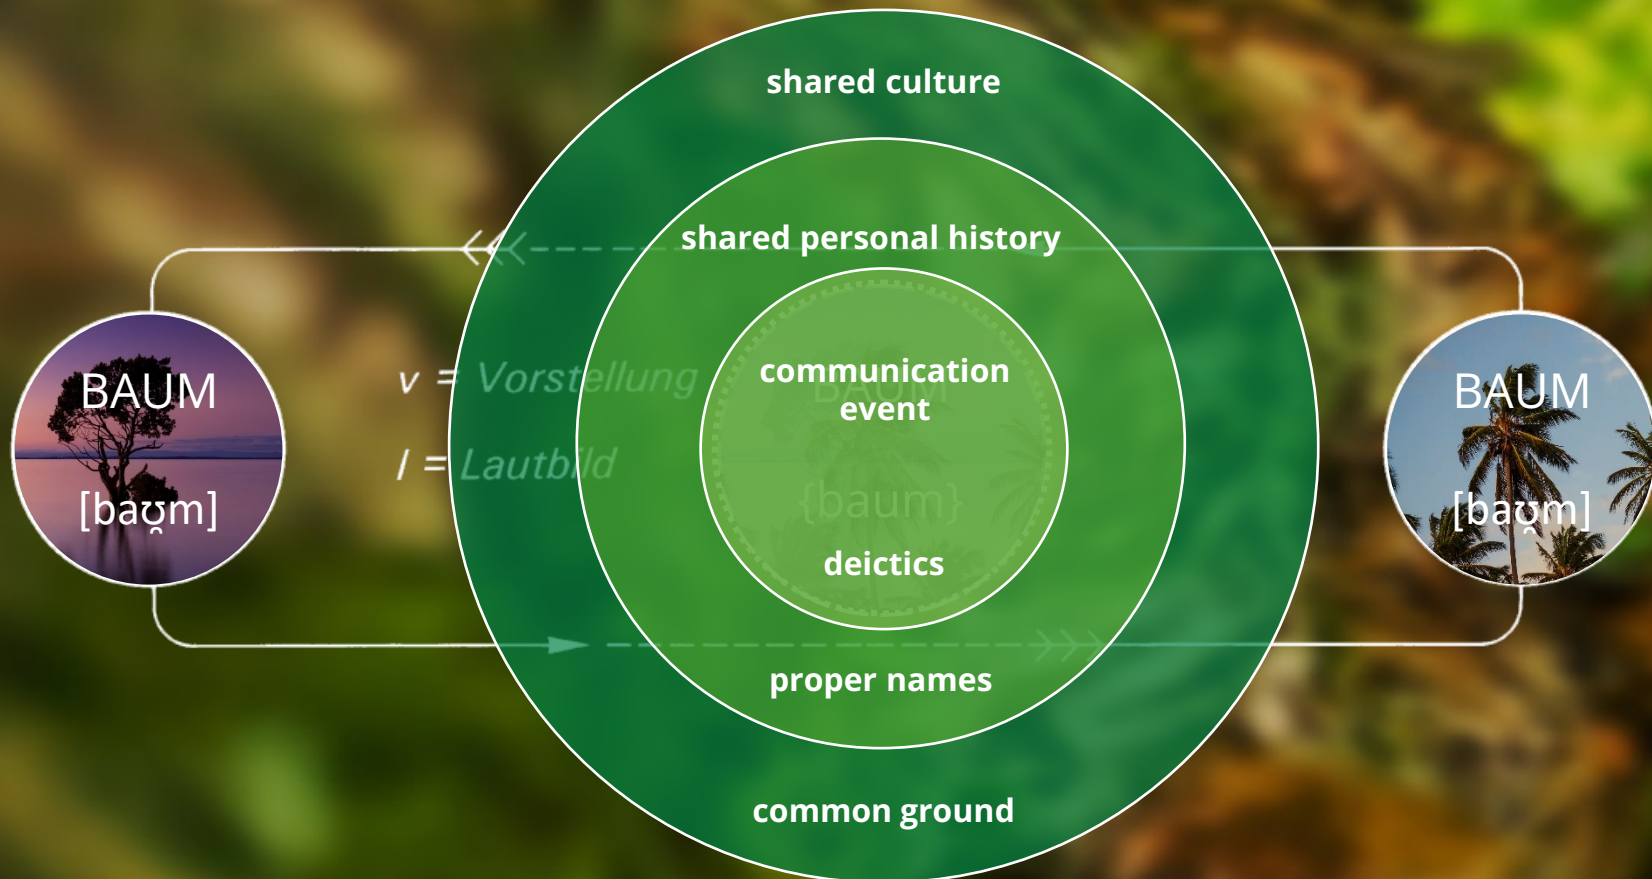 shared culture
shared personal history
communication
event
deictics
proper names
common ground
BAUM
[baʊ̯m]
v = Vorstellung
l = Lautbild
BAUM
{baum}
BAUM
[baʊ̯m]